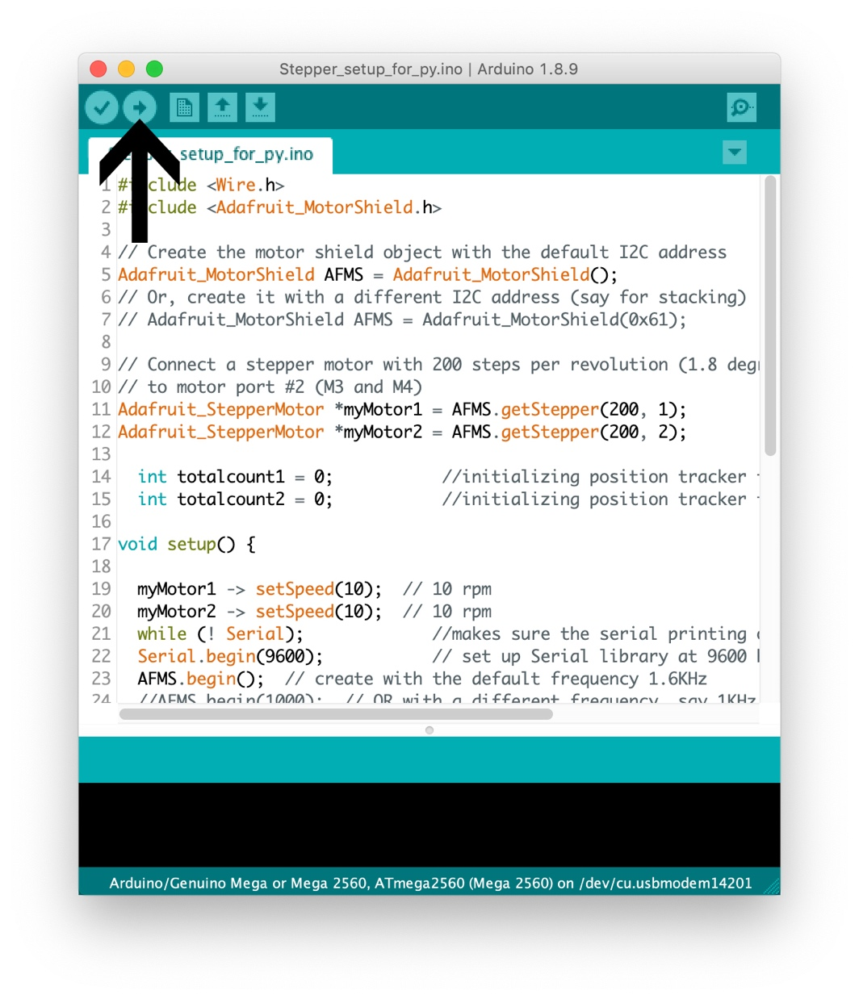 Stepper_setup_for_py.ino | Arduino 1.8.9
_setup_for_py.ino
1 #include <Wire.h>
2 #include <Adafruit_MotorShield.h>
3
4 // Create the motor shield object with the default I2C address
5 Adafruit_MotorShield AFMS = Adafruit_MotorShield();
6 // Or, create it with a different I2C address (say for stacking)
7 // Adafruit_MotorShield AFMS = Adafruit_MotorShield(0x61);
8
9 // Connect a stepper motor with 200 steps per revolution (1.8 deg
10 // to motor port #2 (M3 and M4)
11 Adafruit_StepperMotor *myMotor1 = AFMS.getStepper(200, 1);
12 Adafruit_StepperMotor *myMotor2 = AFMS.getStepper(200, 2);
13
14 int totalcount1 = 0; //initializing position tracker
15 int totalcount2 = 0; //initializing position tracker
16
17 void setup() {
18
19 myMotor1 -> setSpeed(10); // 10 rpm
20 myMotor2 -> setSpeed(10); // 10 rpm
21 while (! Serial); //makes sure the serial printing
22 Serial.begin(9600); // set up Serial library at 9600
23 AFMS.begin(); // create with the default frequency 1.6KHz
24 //AFMS.begin(1000); // OR with a different frequency, say 1KHz
Arduino/Genuino Mega or Mega 2560, ATmega2560 (Mega 2560) on /dev/cu.usbmodem14201